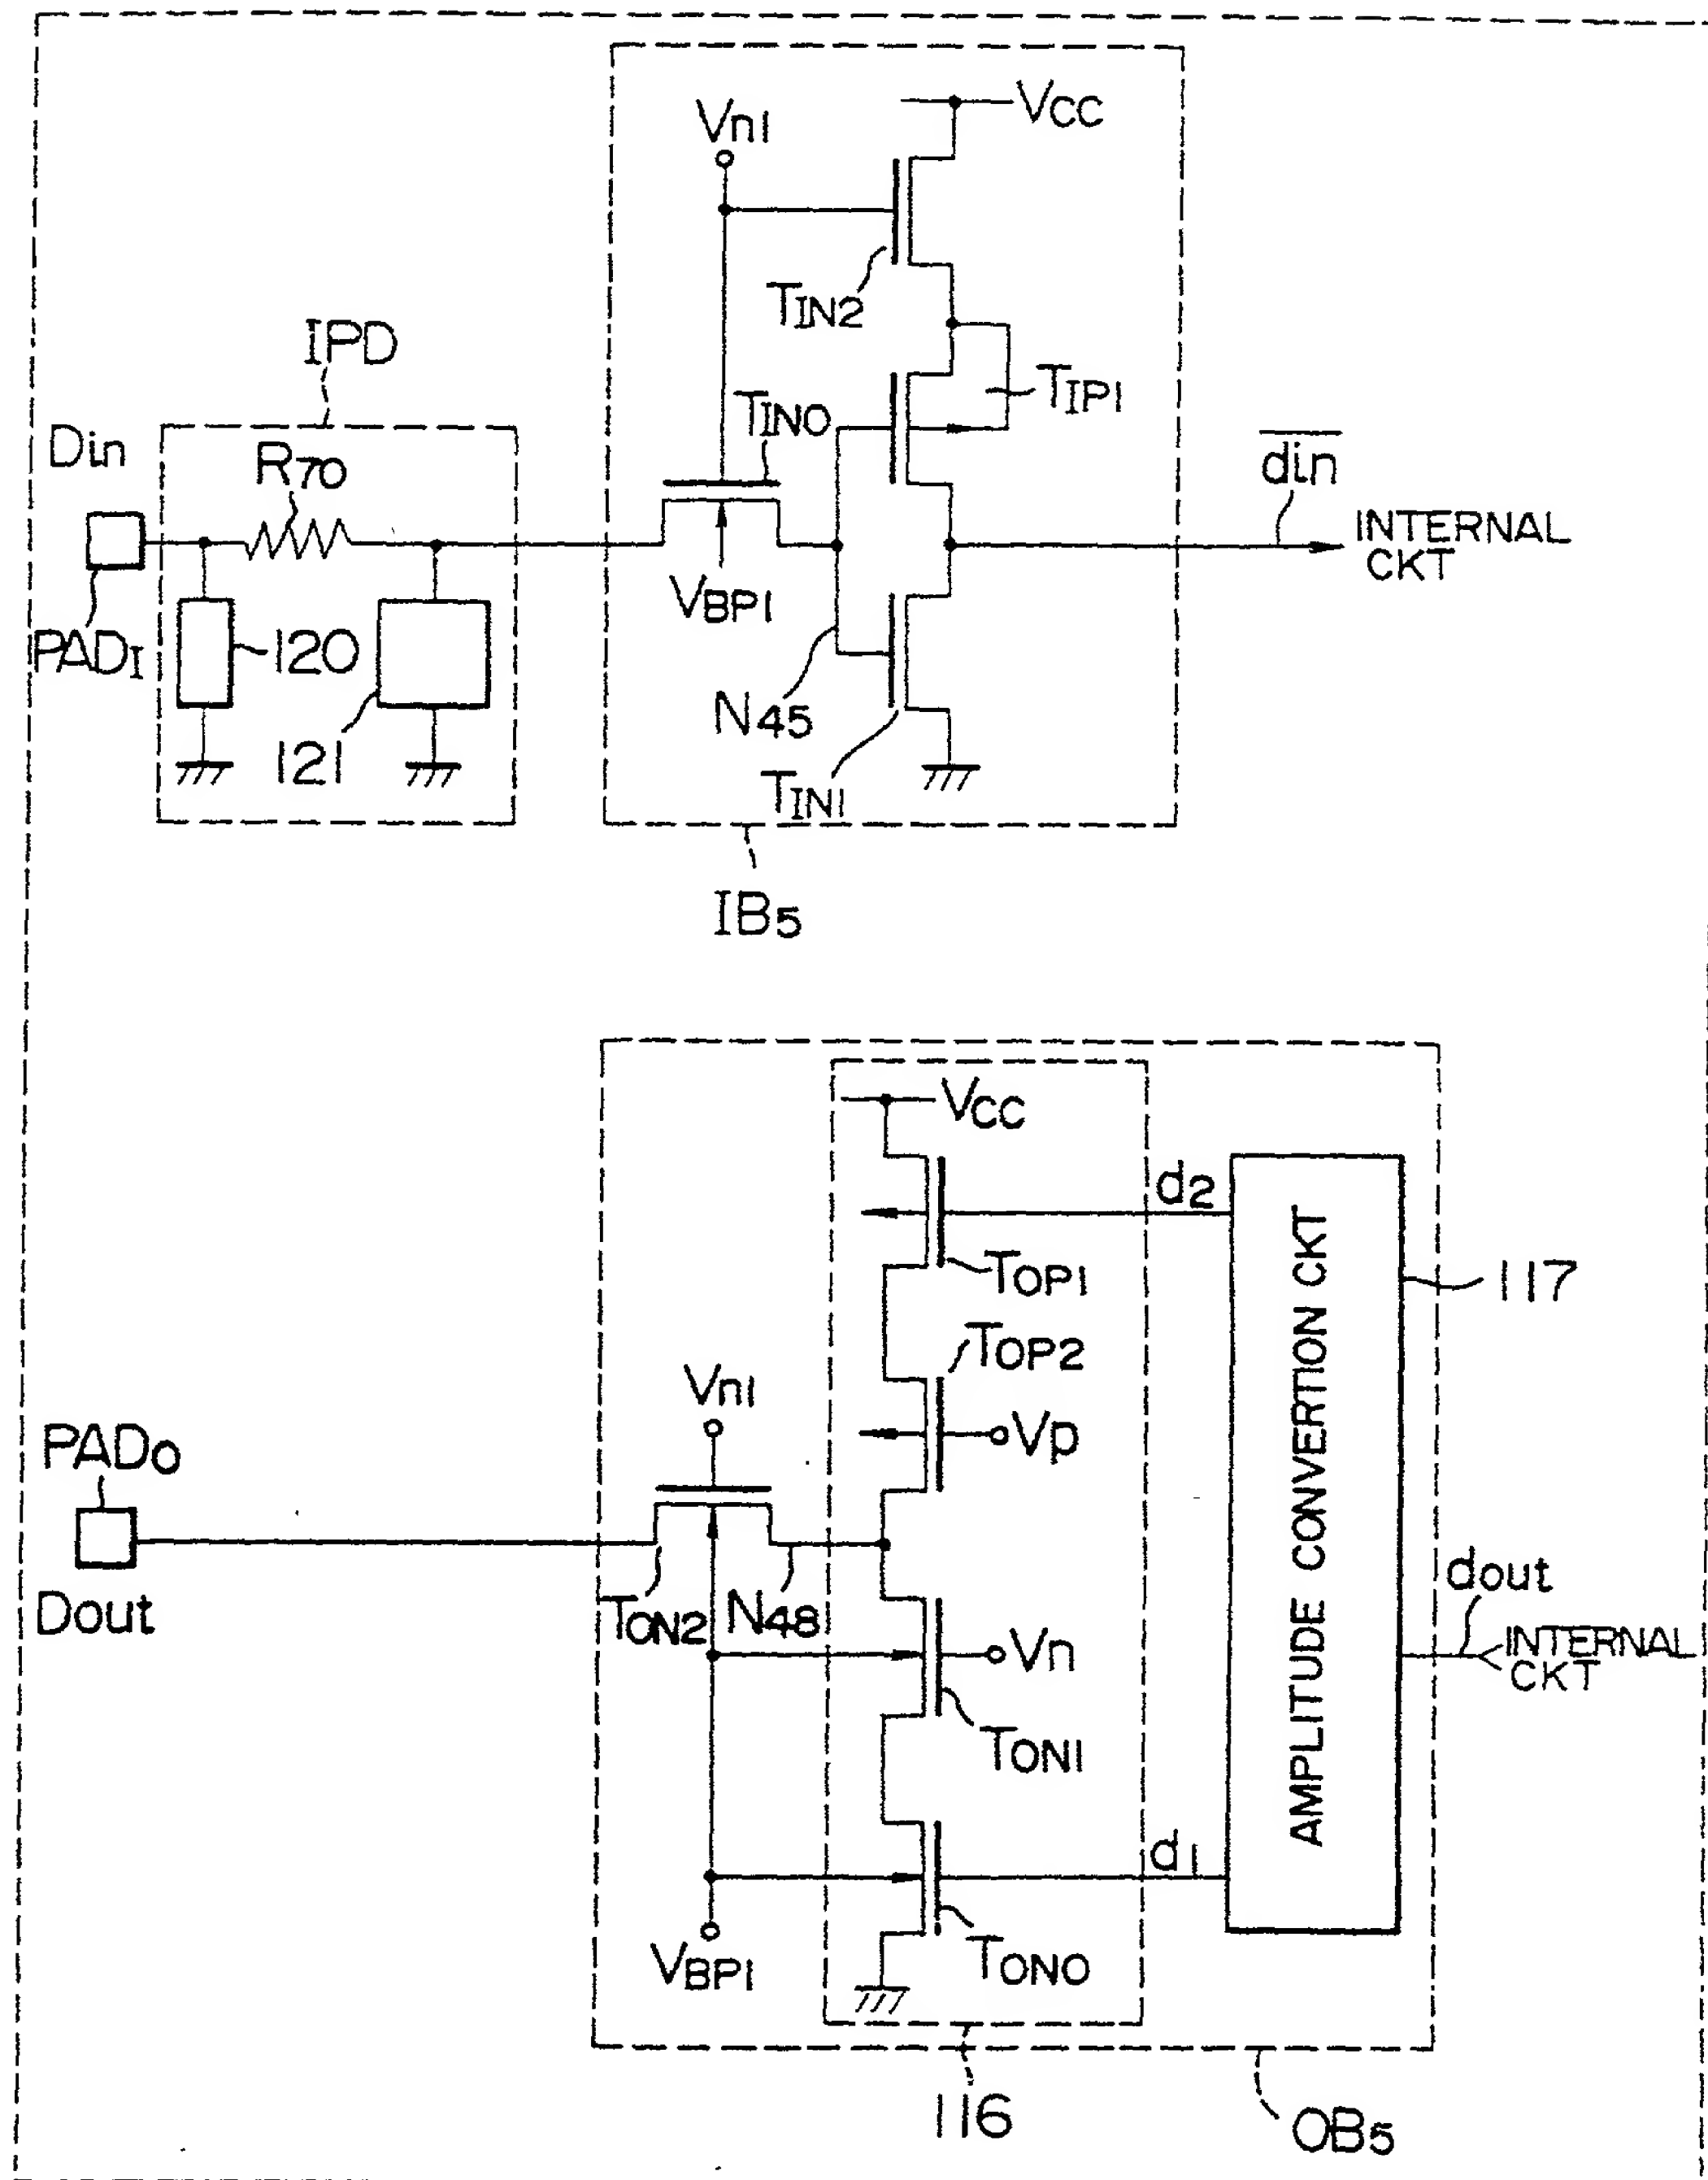 Vn1
VCC
TIN2
IPD
TIP1
TIN0
Din
R70
din
INTERNAL
CKT
VBP1
PADI
120
121
N45
TIN1
IB5
VCC
d2
TOP1
117
TOP2
Vn1
Vp
PADO
AMPLITUDE CONVERTION CKT
dout
Dout
TON2
N48
Vn
INTERNAL
CKT
TON1
d1
VBP1
TON0
116
OB5